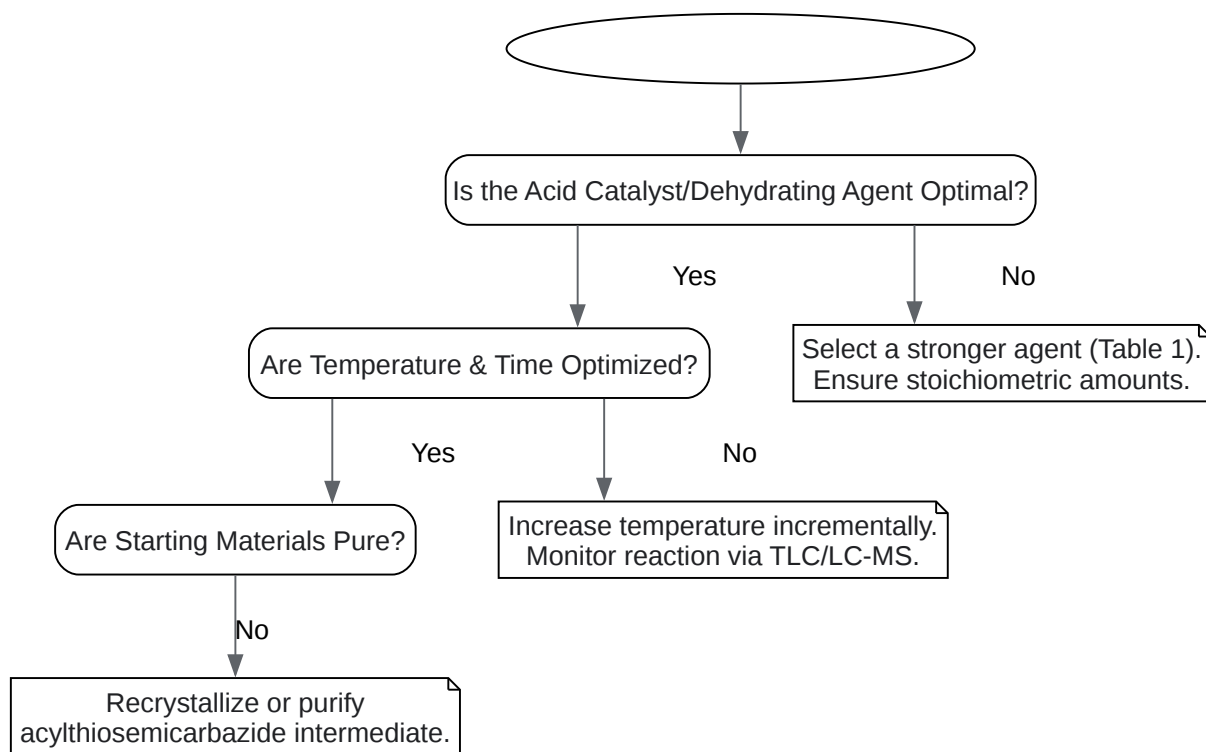 Is the Acid Catalyst/Dehydrating Agent Optimal?
Yes
No
Are Temperature & Time Optimized?
Select a stronger agent (Table 1).
Ensure stoichiometric amounts.
Yes
No
Are Starting Materials Pure?
Increase temperature incrementally.
Monitor reaction via TLC/LC-MS.
No
Recrystallize or purify
acylthiosemicarbazide intermediate.